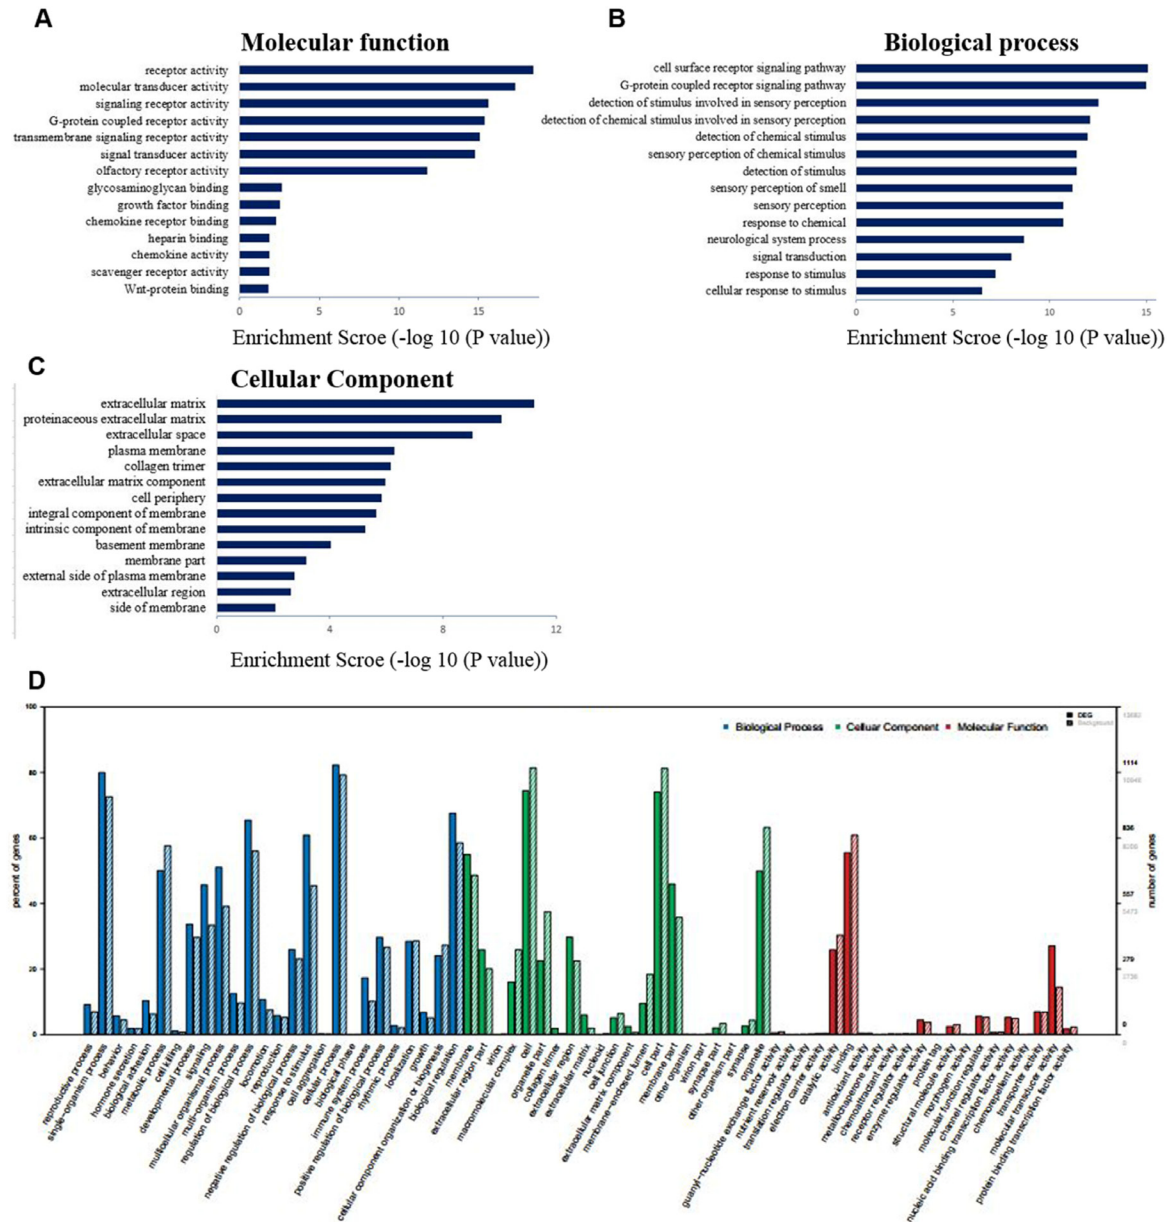 A
Molecular function
receptor activity
molecular transducer activity
signaling receptor activity
G-protein coupled receptor activity
transmembrane signaling receptor activity
signal transducer activity
olfactory receptor activity
glycosaminoglycan binding
growth factor binding
chemokine receptor binding
heparin binding
chemokine activity
scavenger receptor activity
Wnt-protein binding
0 5 10 15
Enrichment Scroe (-log 10 (P value))
B
Biological process
cell surface receptor signaling pathway
G-protein coupled receptor signaling pathway
detection of stimulus involved in sensory perception
detection of chemical stimulus involved in sensory perception
detection of chemical stimulus
sensory perception of chemical stimulus
detection of stimulus
sensory perception of smell
sensory perception
response to chemical
neurological system process
signal transduction
response to stimulus
cellular response to stimulus
0 5 10 15
Enrichment Scroe (-log 10 (P value))
C
Cellular Component
extracellular matrix
proteinaceous extracellular matrix
extracellular space
plasma membrane
collagen trimer
extracellular matrix component
cell periphery
integral component of membrane
intrinsic component of membrane
basement membrane
membrane part
external side of plasma membrane
extracellular region
side of membrane
0 4 8 12
Enrichment Scroe (-log 10 (P value))
D
Biological Process Celluar Component Molecular Function
DEG
Background
percent of genes
100
80
60
40
20
0
number of genes
1114
836
557
5473
279
2736
0
0
reproductive process
single-organism process
behavior
hormone secretion
biological adhesion
metabolic process
cell killing
developmental process
signaling
multicellular organismal process
multi-organism process
regulation of biological process
locomotion
reproduction
negative regulation of biological process
response to stimulus
cell aggregation
cellular process
biological phase
immune system process
positive regulation of biological process
rhythmic process
localization
growth
cellular component organization or biogenesis
biological regulation
membrane
extracellular region part
virion
macromolecular complex
cell
organelle part
collagen trimer
extracellular region
extracellular matrix
nucleoid
cell junction
extracellular matrix component
membrane-enclosed lumen
cell part
membrane part
other organism
virion part
synapse part
other organism part
synapse
organelle
guanyl-nucleotide exchange factor activity
nutrient reservoir activity
translation regulator activity
electron carrier activity
catalytic activity
binding
antioxidant activity
metallochaperone activity
chemoattractant activity
receptor regulator activity
enzyme regulator activity
protein tag
structural molecule activity
morphogen activity
molecular function regulator
channel regulator activity
nucleic acid binding transcription factor activity
chemorepellent activity
transporter activity
molecular transducer activity
protein binding transcription factor activity